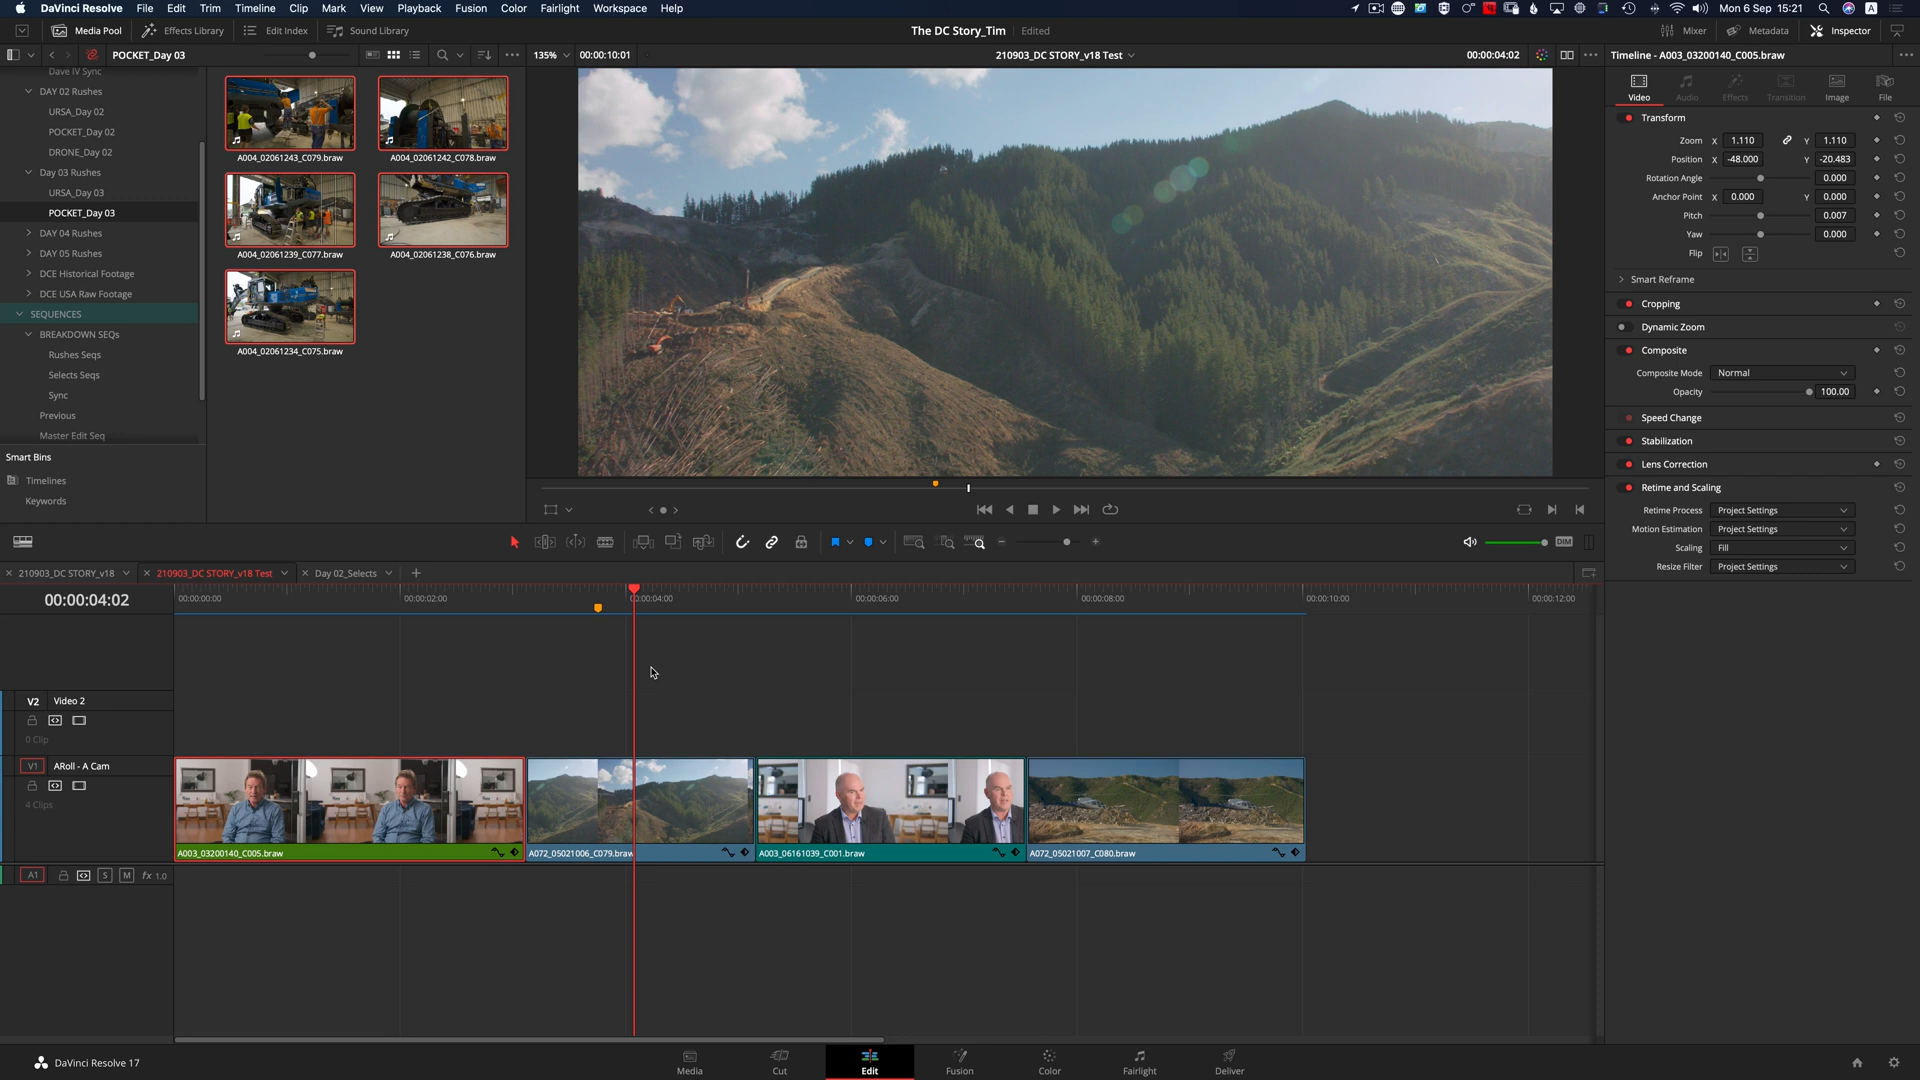 DaVinci Resolve File Edit Trim Timeline Clip Mark View Playback Fusion Color Fairlight Workspace Help
Mon 6 Sep 15:21
Media Pool Effects Library Edit Index Sound Library
The DC Story_Tim Edited
Mixer Metadata Inspector
POCKET_Day 03
135% 00:00:10:01
210903_DC STORY_v18 Test
00:00:04:02
Timeline - A003_03200140_C005.braw
Dave IV Sync
DAY 02 Rushes
URSA_Day 02
POCKET_Day 02
DRONE_Day 02
Day 03 Rushes
URSA_Day 03
POCKET_Day 03
DAY 04 Rushes
DAY 05 Rushes
DCE Historical Footage
DCE USA Raw Footage
SEQUENCES
BREAKDOWN SEQs
Rushes Seqs
Selects Seqs
Sync
Previous
Master Edit Seq
Smart Bins
Timelines
Keywords
A004_02061243_C079.braw
A004_02061242_C078.braw
A004_02061239_C077.braw
A004_02061238_C076.braw
A004_02061234_C075.braw
Video Audio Effects Transition Image File
Transform
Zoom X 1.110 Y 1.110
Position X -48.000 Y -20.483
Rotation Angle 0.000
Anchor Point X 0.000 Y 0.000
Pitch 0.007
Yaw 0.000
Flip
Smart Reframe
Cropping
Dynamic Zoom
Composite
Composite Mode Normal
Opacity 100.00
Speed Change
Stabilization
Lens Correction
Retime and Scaling
Retime Process Project Settings
Motion Estimation Project Settings
Scaling Fill
Resize Filter Project Settings
DIM
210903_DC STORY_v18
210903_DC STORY_v18 Test
Day 02_Selects
00:00:04:02
00:00:00:00
00:00:02:00
00:00:04:00
00:00:06:00
00:00:08:00
00:00:10:00
00:00:12:00
V2 Video 2
0 Clip
V1 ARoll - A Cam
4 Clips
A003_03200140_C005.braw
A072_05021006_C079.braw
A003_06161039_C001.braw
A072_05021007_C080.braw
A1 S M fx 1.0
DaVinci Resolve 17
Media Cut Edit Fusion Color Fairlight Deliver